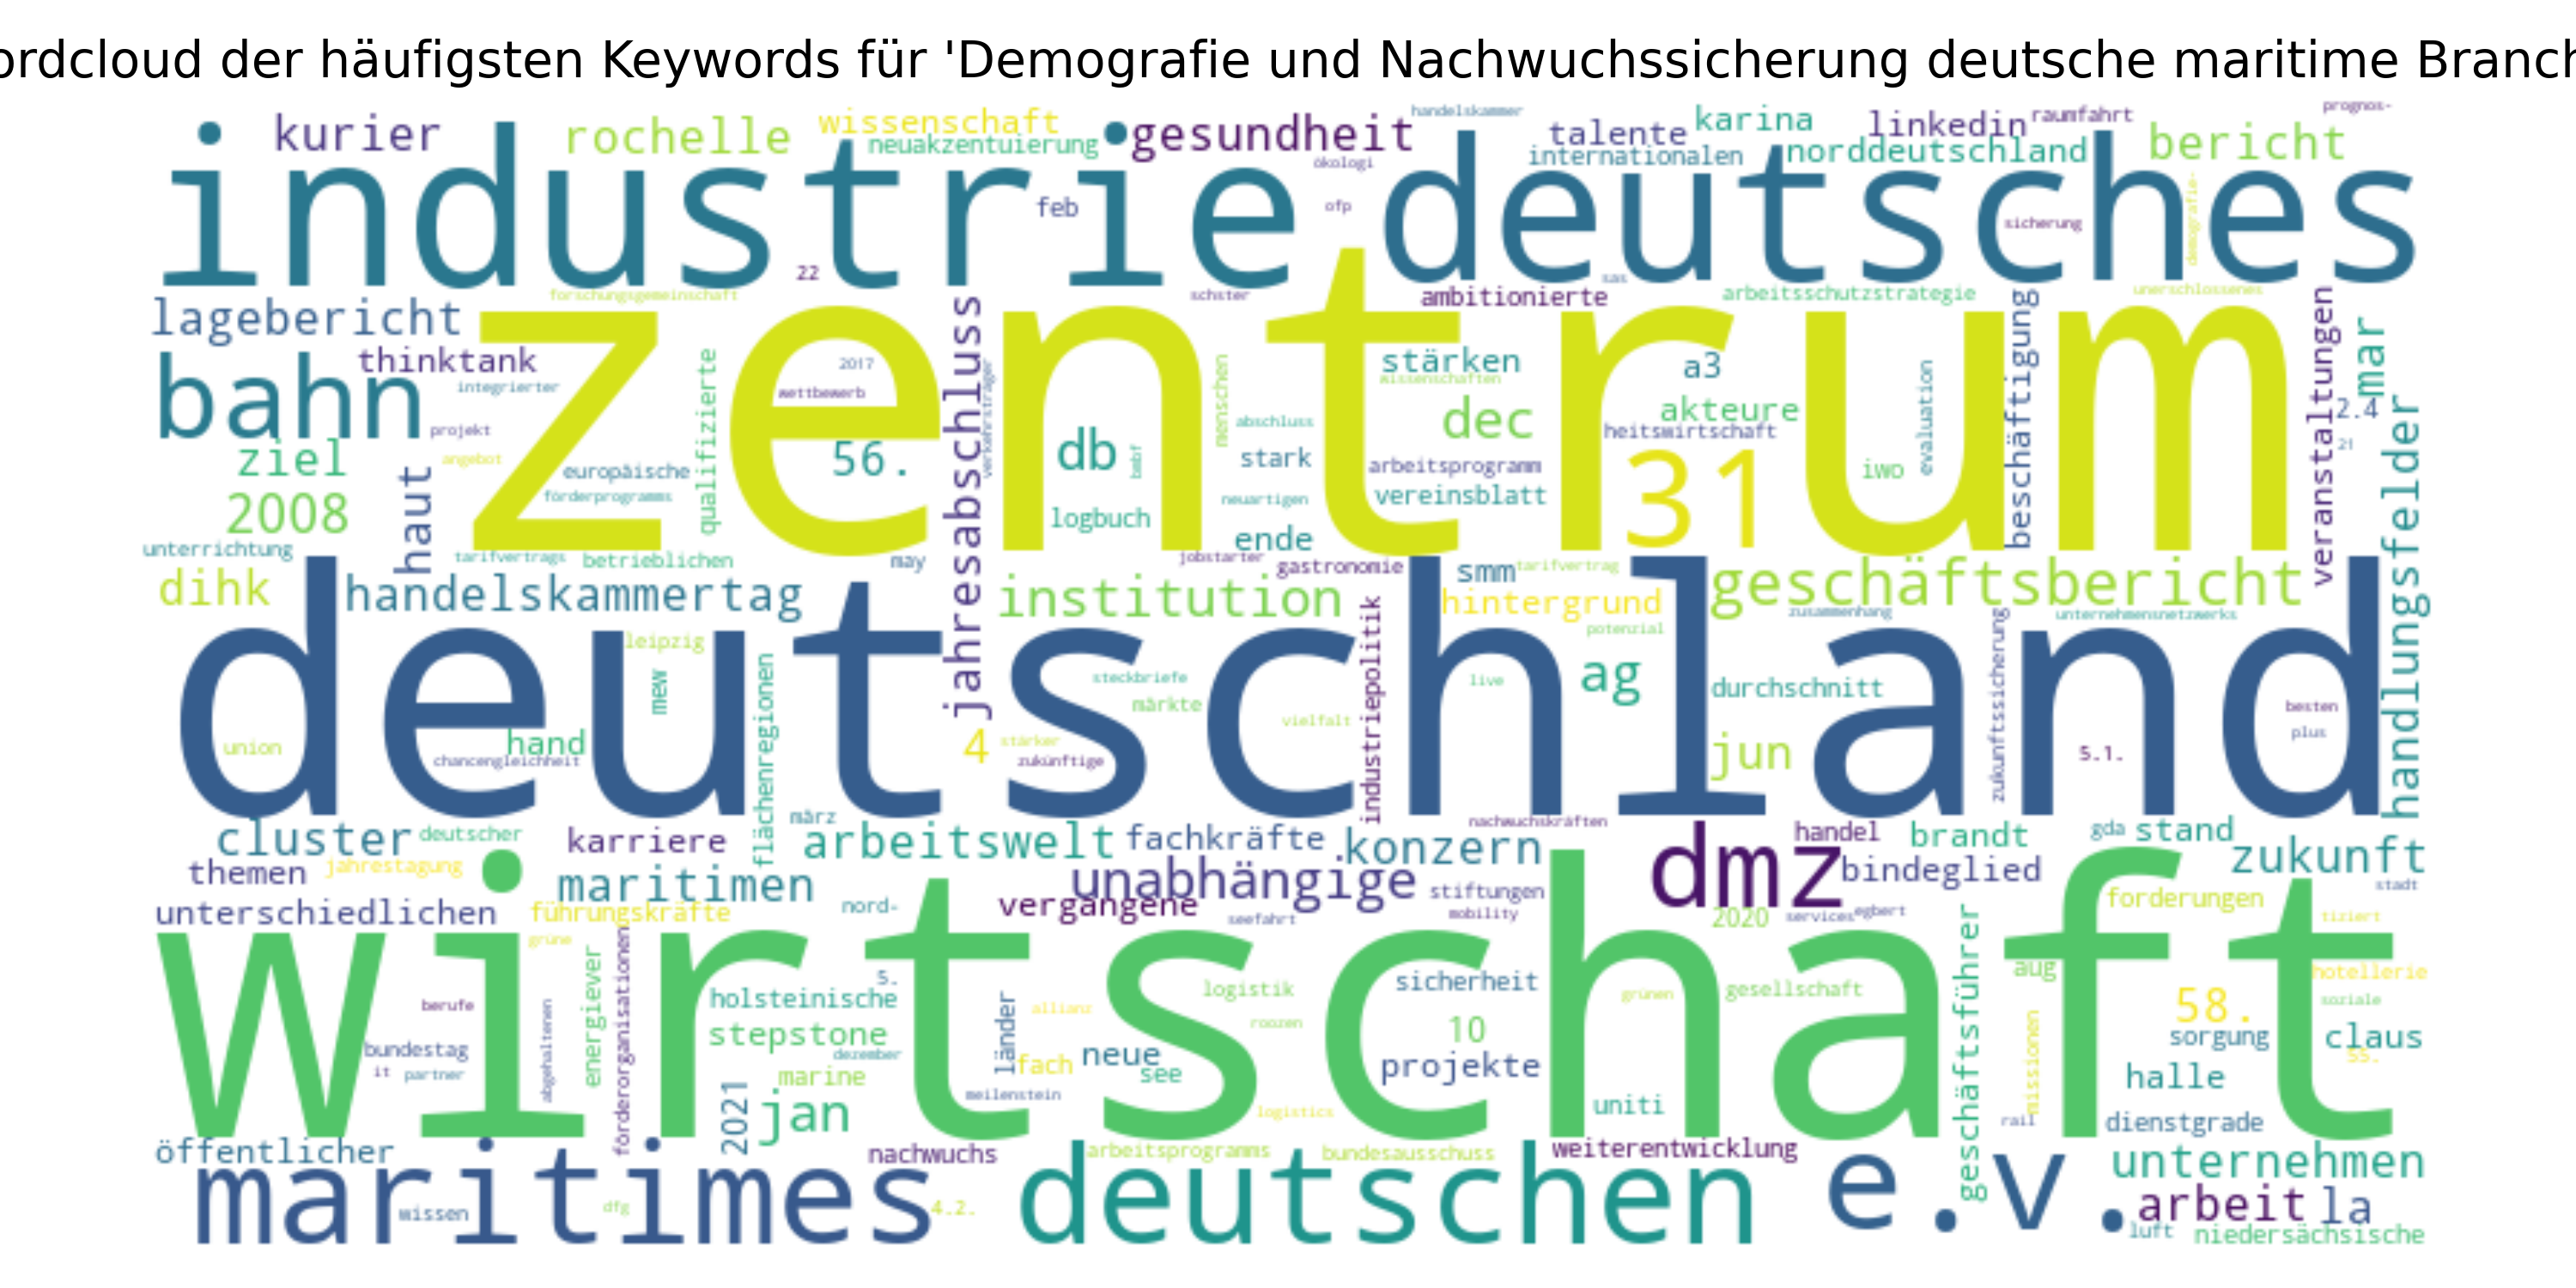 ordcloud der häufigsten Keywords für 'Demografie und Nachwuchssicherung deutsche maritime Branch
kurier rochelle wissenschaft neuakzentuierung gesundheit handelskammer talente karina linkedin raumfahrt prognos-
internationalen norddeutschland bericht
industrie deutsches
feb ökologi ofp sicherung demografie-
22 sas
forschungsgemeinschaft schster ambitionierte arbeitsschutzstrategie unerschlossenes
lagebericht
zentrum
bahn thinktank
integrierter
projekt
ziel angebot
2008 haut
europäische
förderprogramms
qualifizierte
2017
wettbewerb
56.
jahresabschluss
verkehrsträger
db bmbf
logbuch
menschen
abschluss
stark
neuartigen
ende
stärken
wissenschaften
dec
arbeitsprogramm
vereinsblatt
a3
akteure
heitswirtschaft
31
iwo
evaluation
beschäftigung
veranstaltungen
mar
2.4
21
handlungsfelder
unterrichtung tarifvertrags betrieblichen may jobstarter gastronomie smm tarifvertrag
dihk handelskammertag institution hintergrund geschäftsbericht
potenzial zusammenhang unternehmensnetzwerks
deutschland
leipzig
mew
flächenregionen
union
hand
chancengleichheit
4
steckbriefe
märkte
stärker
zukünftige
vielfalt
industriepolitik
live
ag
durchschnitt
jun
zukunftssicherung
5.1.
besten
plus
märz nachwuchskräften
cluster deutscher karriere arbeitswelt fachkräfte konzern dmz handel brandt gda stand zukunft
themen jahrestagung maritimen unabhängige stiftungen bindeglied stadt
unterschiedlichen führungskräfte nord- vergangene seefahrt mobility 2020 services egbert forderungen tiziert
wirtschaft
grüne
berufe
bundestag
it partner
abgehaltenen
energiever
förderorganisationen
5.
holsteinische
stepstone
dezember
marine
2021
jan
länder
allianz
fach neue
see
meilenstein
logistik
roozen
logistics
sicherheit
10
projekte
grünen
uniti
gesellschaft
geschäftsführer
aug
missionen
rail
hotellerie
58.
soziale
sorgung
claus
55.
halle
dienstgrade
öffentlicher nachwuchs arbeitsprogramms bundesausschuss weiterentwicklung unternehmen
maritimes deutschen e.v. arbeit la
wissen dfg 4.2. luft niedersächsische